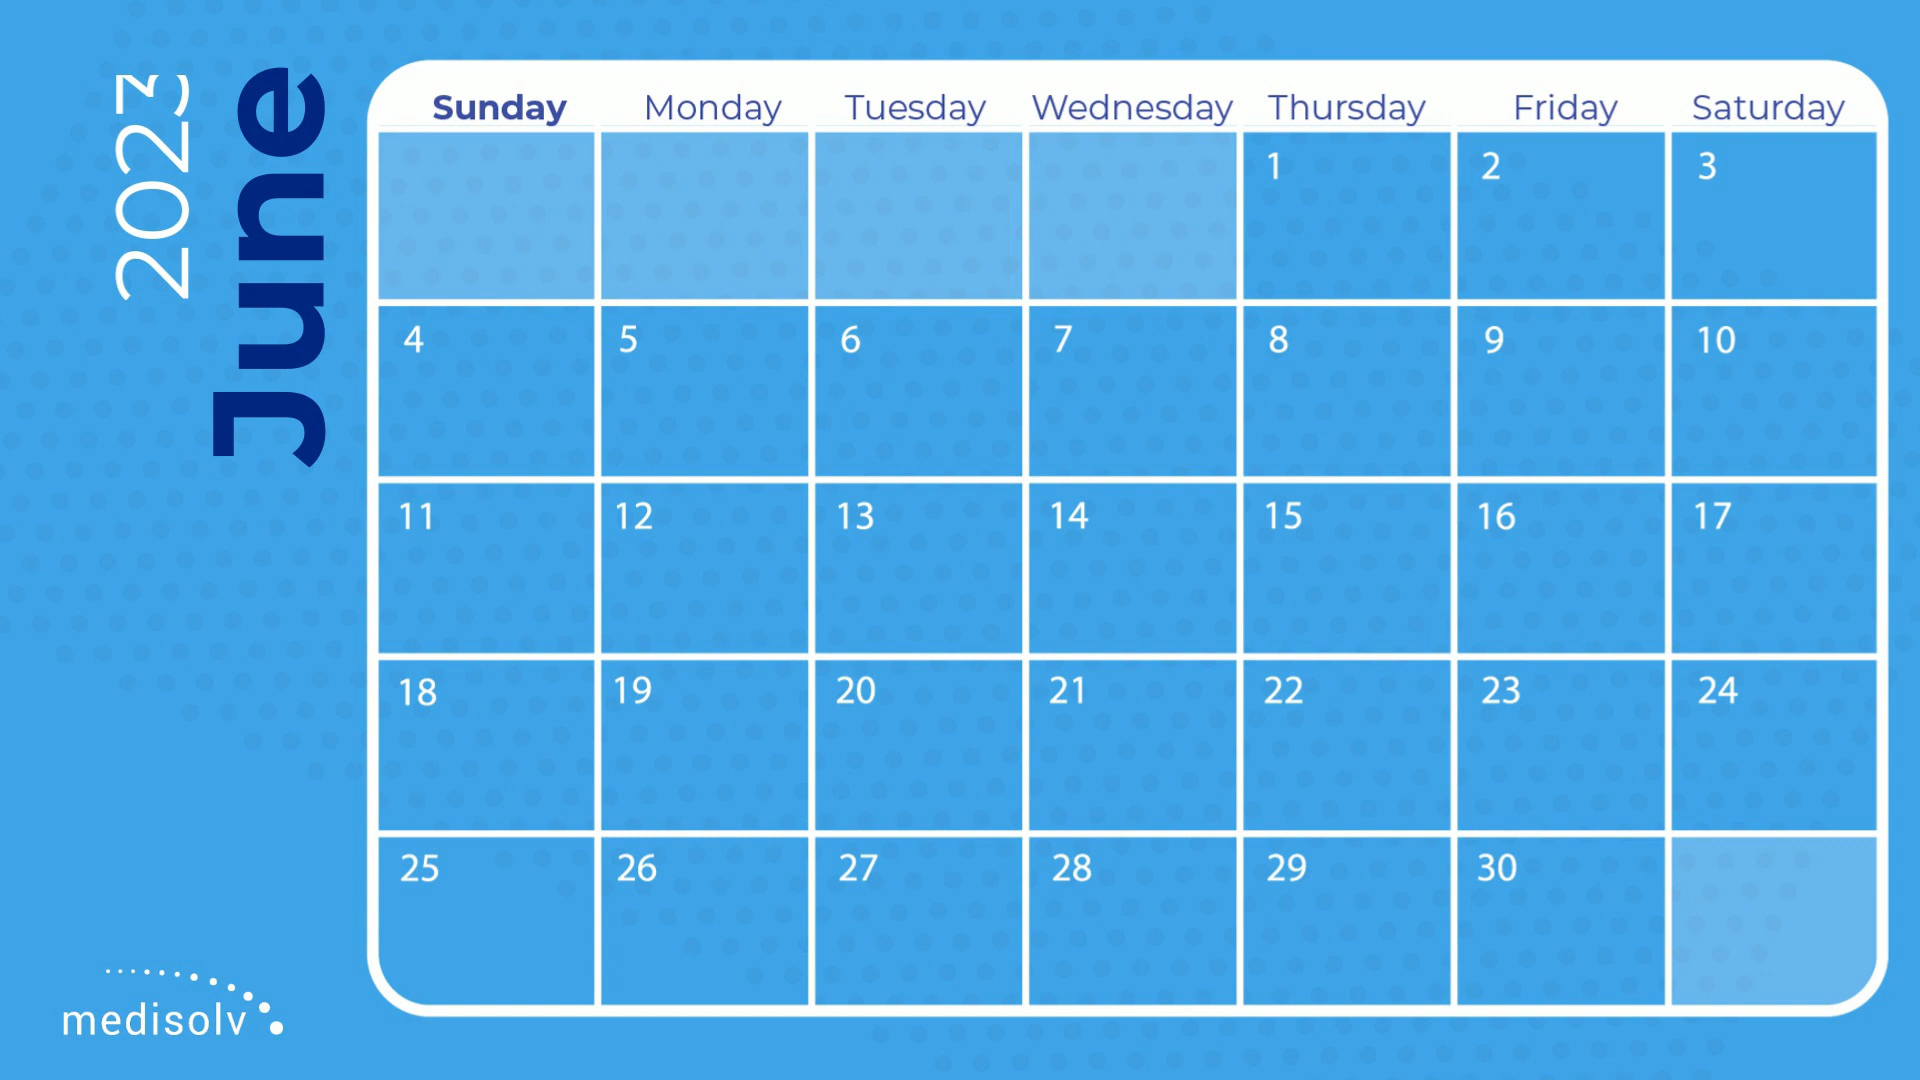 2023
June
Sunday Monday Tuesday Wednesday Thursday Friday Saturday
1 2 3
4 5 6 7 8 9 10
11 12 13 14 15 16 17
18 19 20 21 22 23 24
25 26 27 28 29 30
medisolv